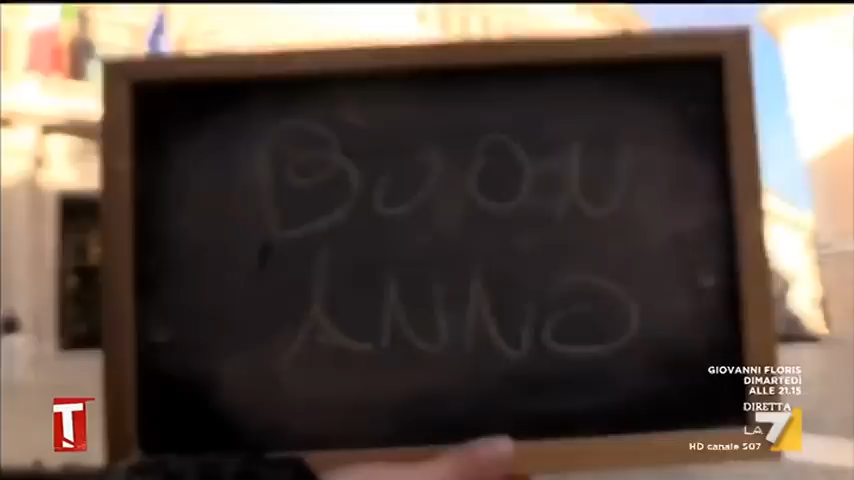 BUON
ANNO
GIOVANNI FLORIS
DIMARTEDÌ
ALLE 21.15
DIRETTA
LA7
HD canale 507
T